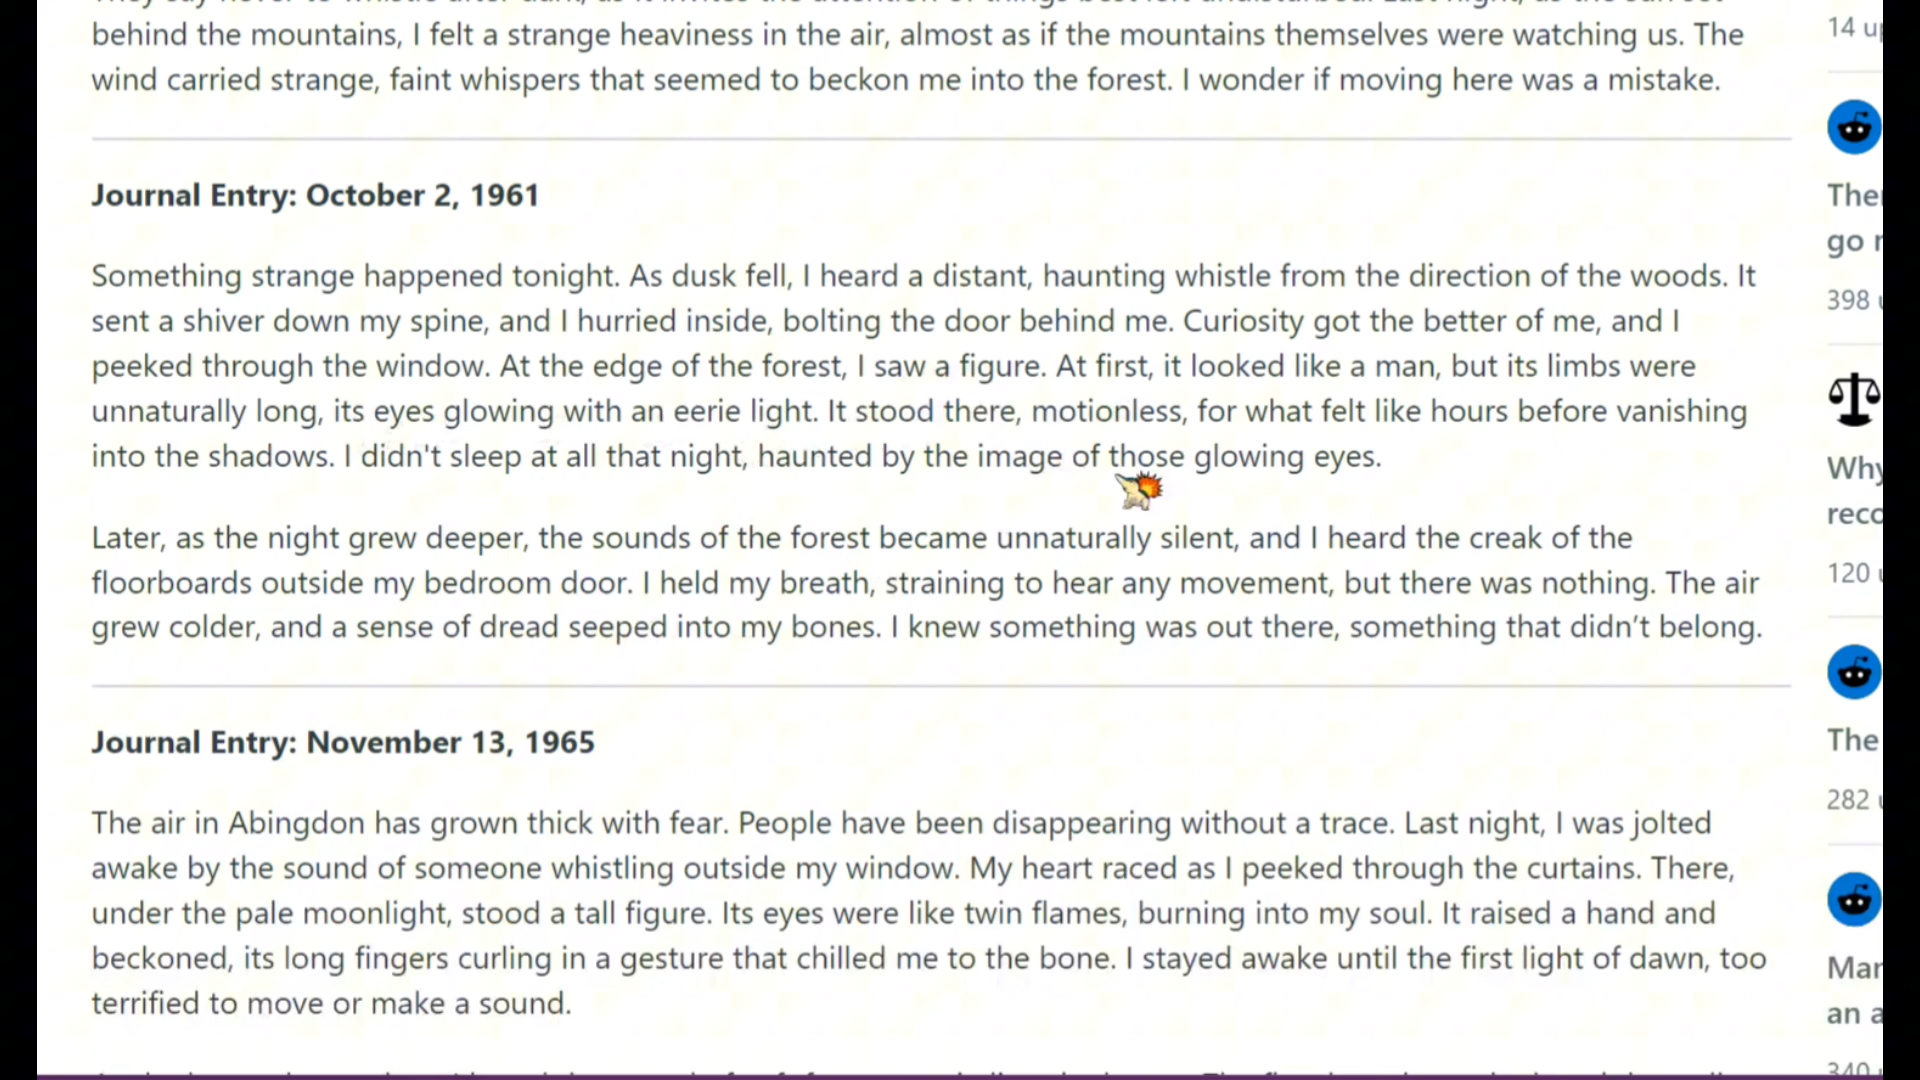 behind the mountains, I felt a strange heaviness in the air, almost as if the mountains themselves were watching us. The
wind carried strange, faint whispers that seemed to beckon me into the forest. I wonder if moving here was a mistake.
Journal Entry: October 2, 1961
Something strange happened tonight. As dusk fell, I heard a distant, haunting whistle from the direction of the woods. It
sent a shiver down my spine, and I hurried inside, bolting the door behind me. Curiosity got the better of me, and I
peeked through the window. At the edge of the forest, I saw a figure. At first, it looked like a man, but its limbs were
unnaturally long, its eyes glowing with an eerie light. It stood there, motionless, for what felt like hours before vanishing
into the shadows. I didn't sleep at all that night, haunted by the image of those glowing eyes.
Later, as the night grew deeper, the sounds of the forest became unnaturally silent, and I heard the creak of the
floorboards outside my bedroom door. I held my breath, straining to hear any movement, but there was nothing. The air
grew colder, and a sense of dread seeped into my bones. I knew something was out there, something that didn’t belong.
Journal Entry: November 13, 1965
The air in Abingdon has grown thick with fear. People have been disappearing without a trace. Last night, I was jolted
awake by the sound of someone whistling outside my window. My heart raced as I peeked through the curtains. There,
under the pale moonlight, stood a tall figure. Its eyes were like twin flames, burning into my soul. It raised a hand and
beckoned, its long fingers curling in a gesture that chilled me to the bone. I stayed awake until the first light of dawn, too
terrified to move or make a sound.
14
go
398
Why
120
The
282
an